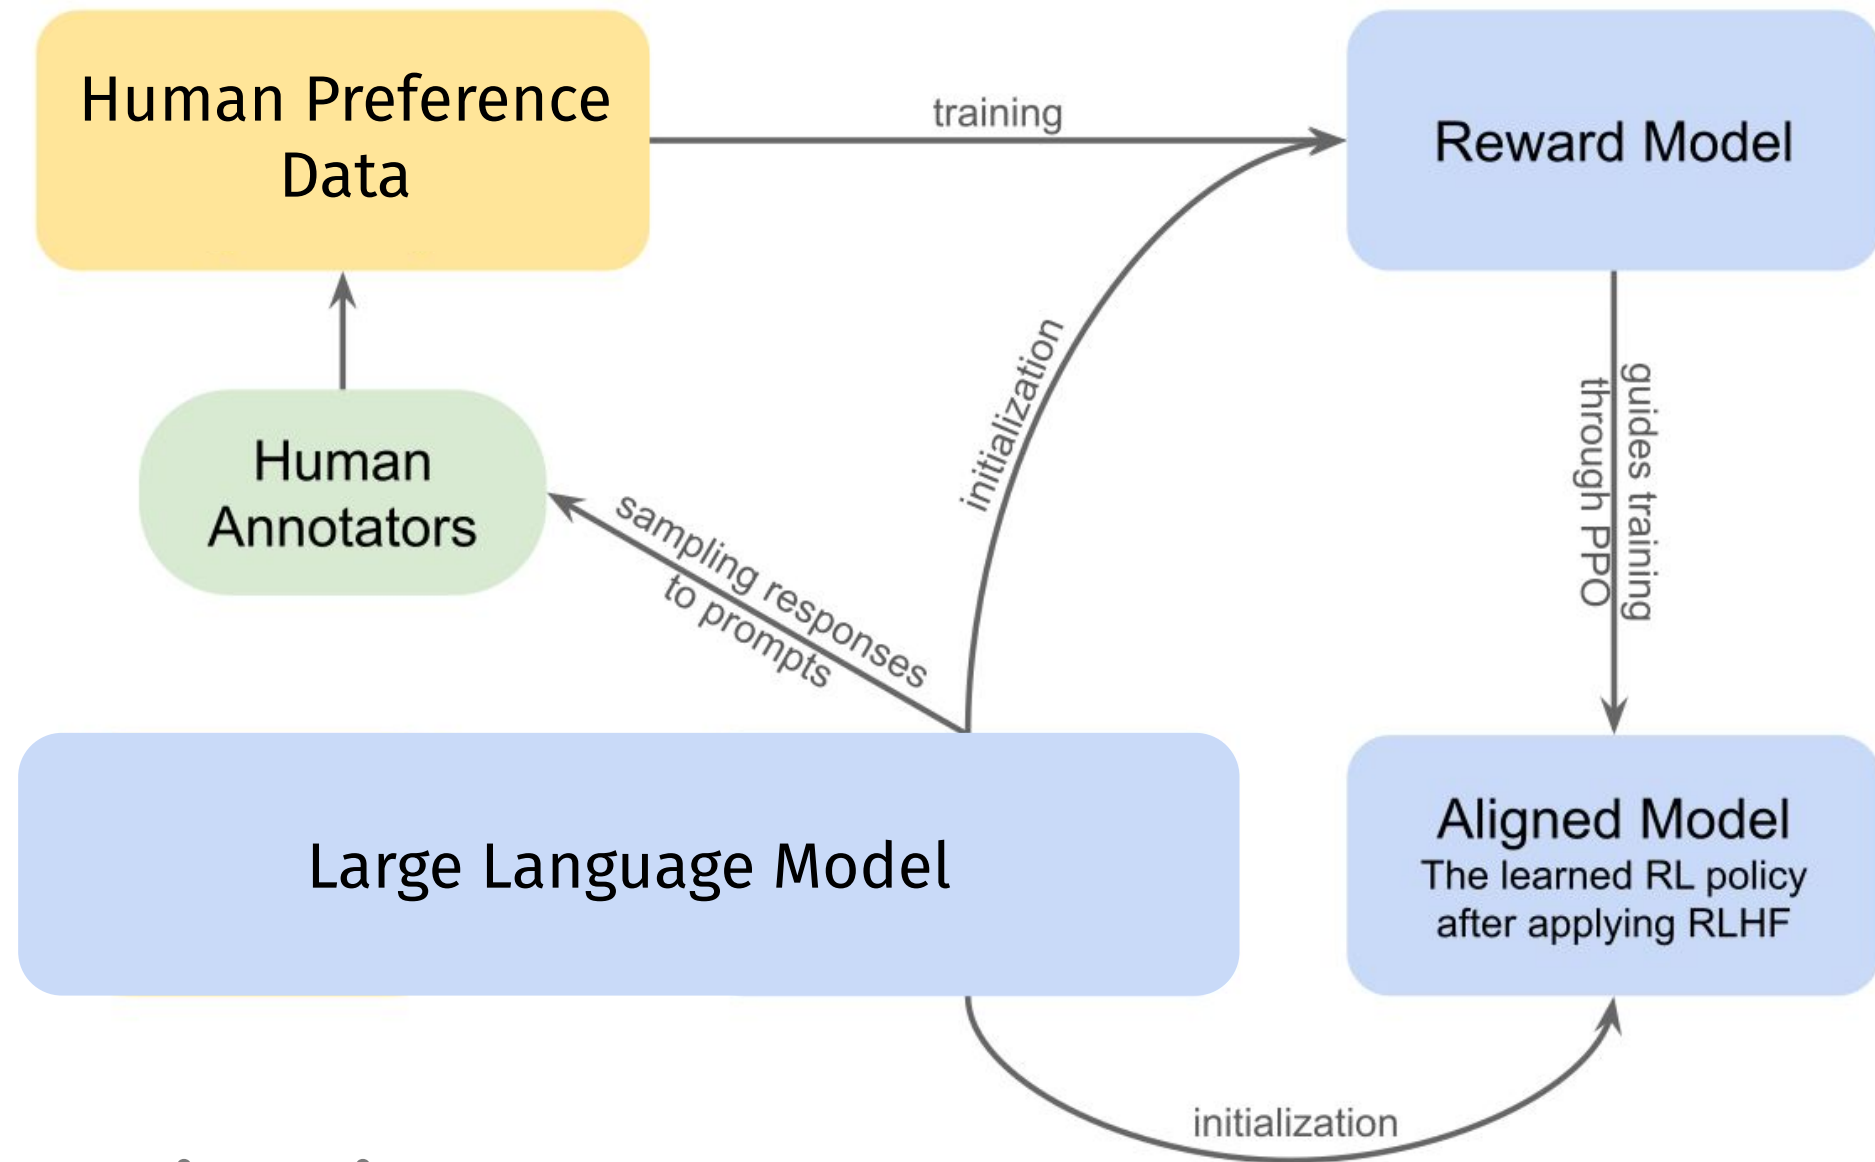 Human Preference
Data
training
Reward Model
initialization
guides training
through PPO
Human
Annotators
sampling responses
to prompts
Large Language Model
Aligned Model
The learned RL policy
after applying RLHF
initialization